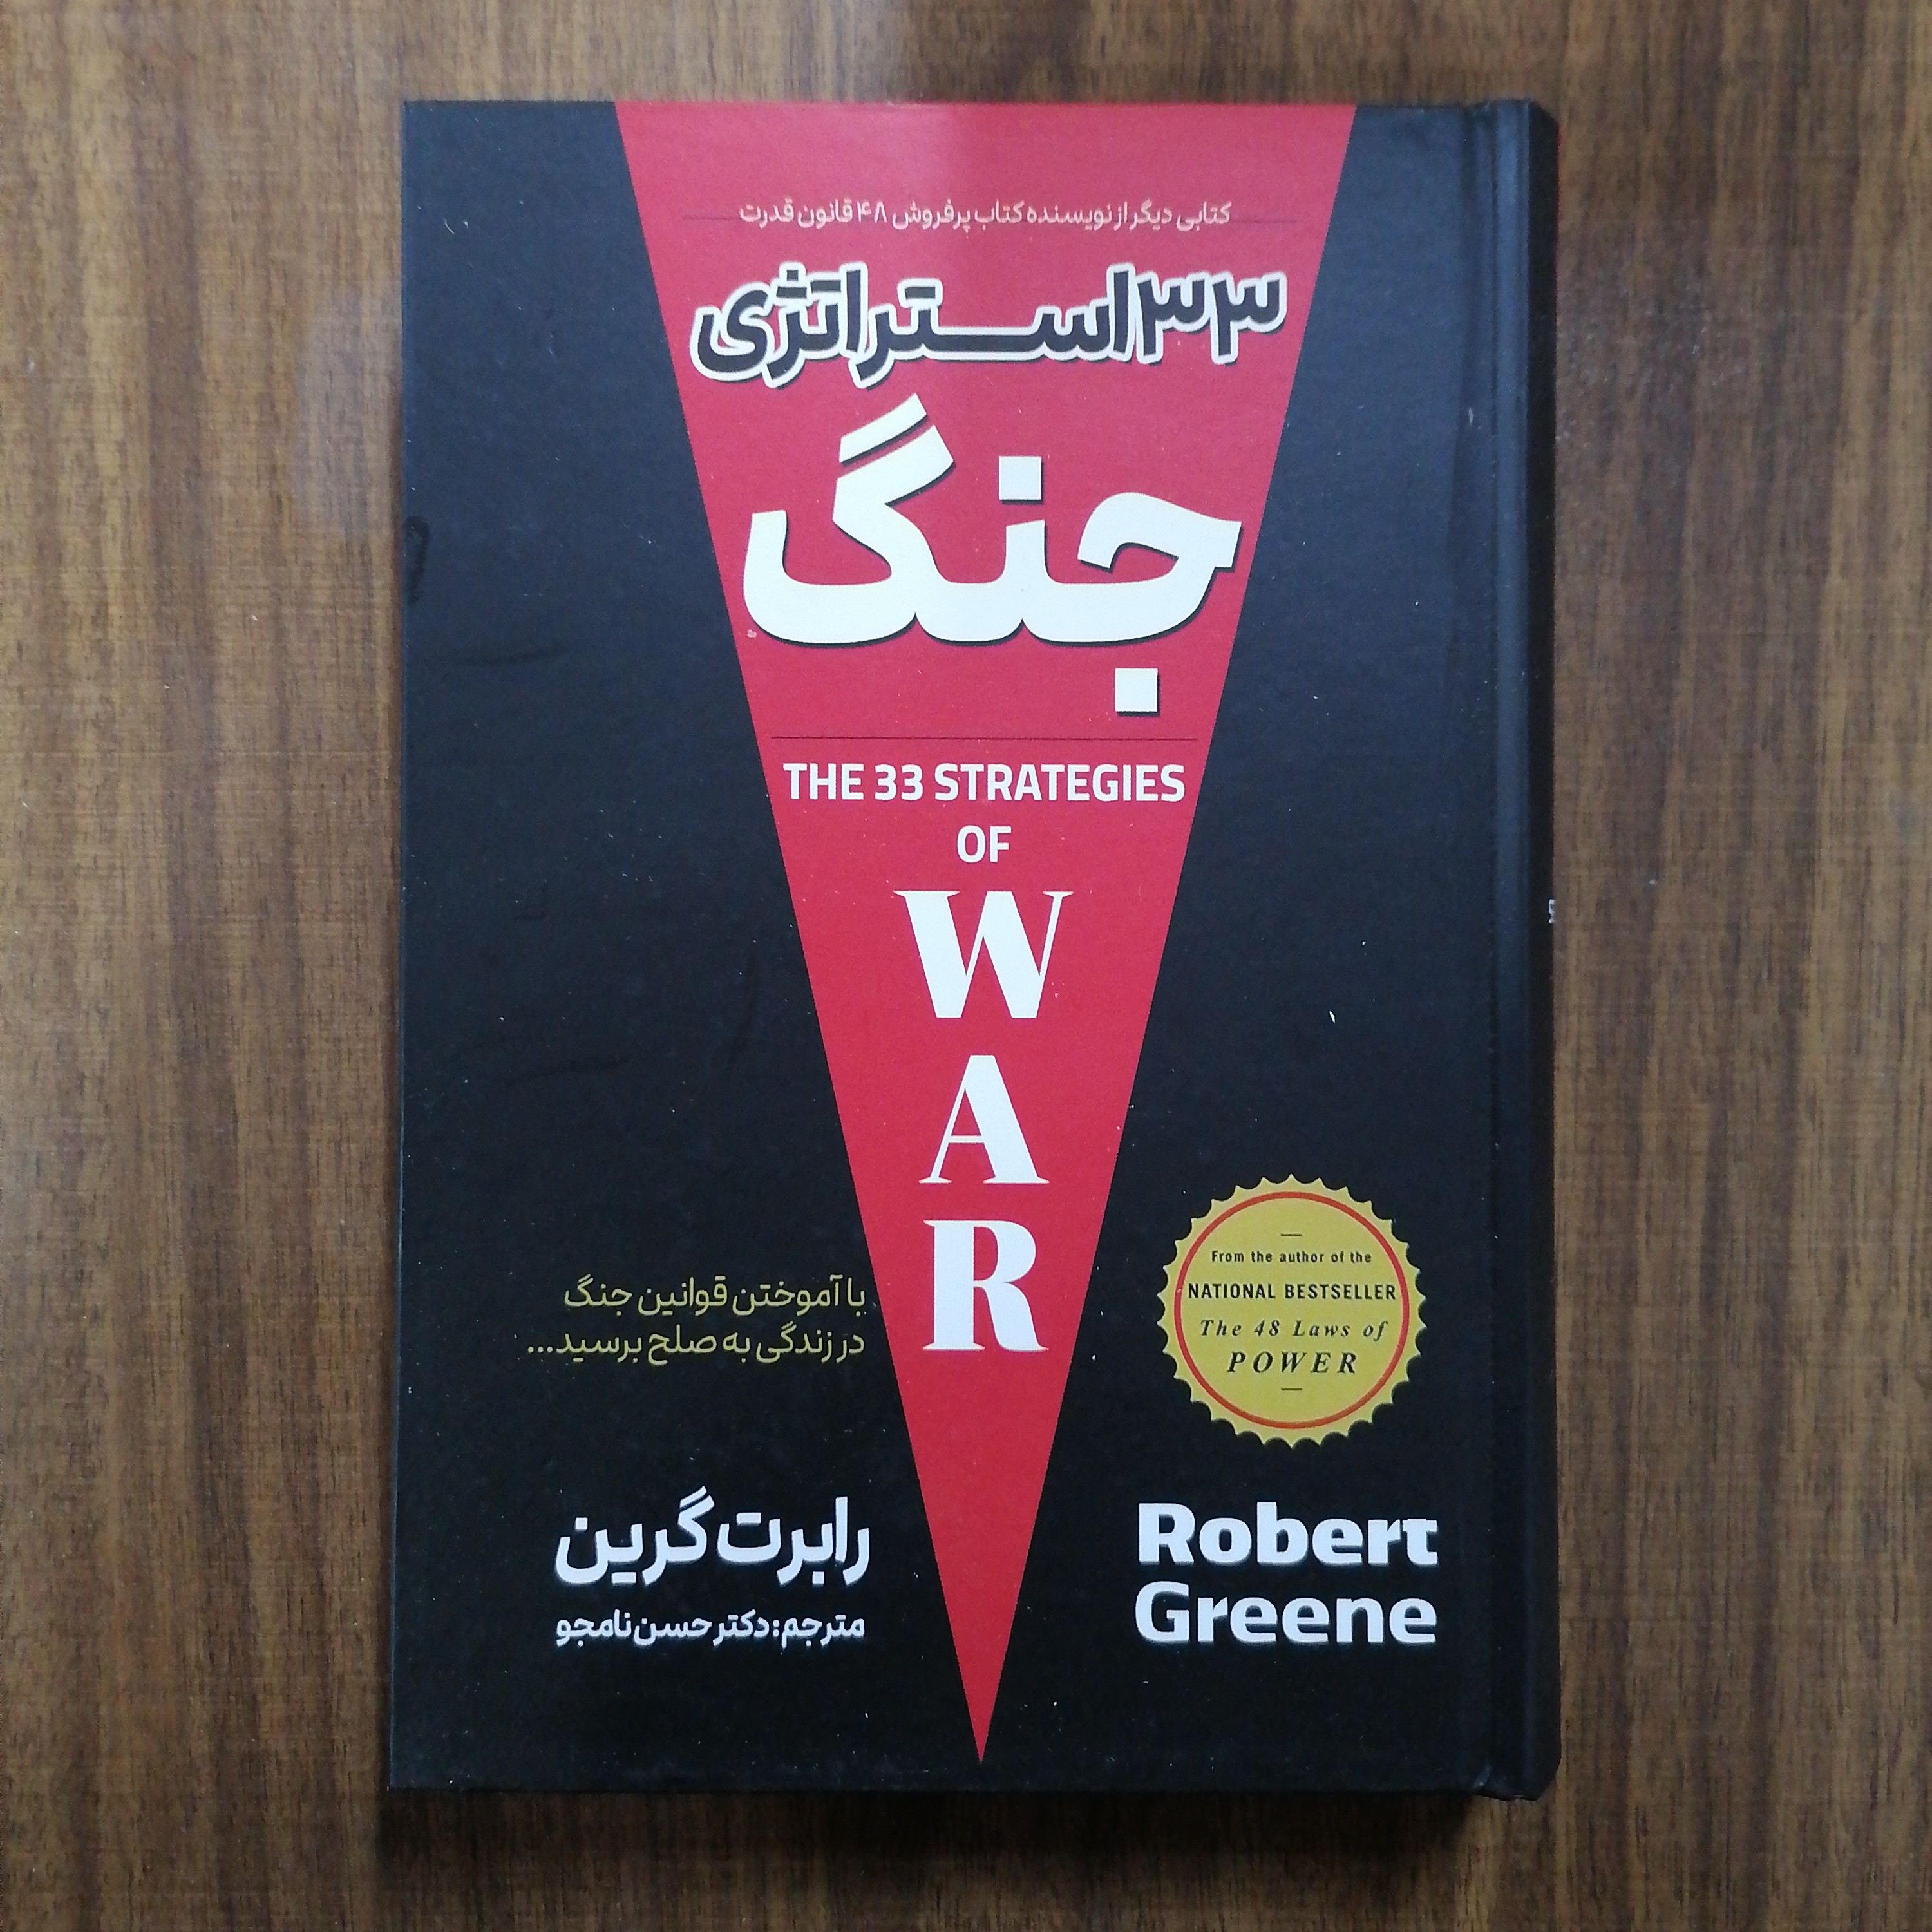 کتابی دیگر از نویسنده کتاب پرفروش ۴۸ قانون قدرت
۳۳ استراتژی
جنگ
THE 33 STRATEGIES
OF
W
A
R
From the author of the
NATIONAL BESTSELLER
The 48 Laws of
POWER
با آموختن قوانین جنگ
در زندگی به صلح برسید...
رابرت گرین
مترجم: دکتر حسن نامجو
Robert
Greene